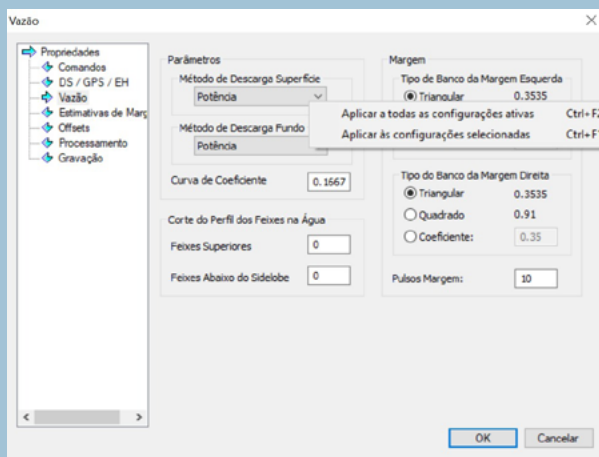 Vazão
Propriedades
Comandos
DS / GPS / EH
Vazão
Estimativas de Marg
Offsets
Processamento
Gravação
Parâmetros
Método de Descarga Superfície
Potência
Método de Descarga Fundo
Potência
Curva de Coeficiente 0.1667
Corte do Perfil dos Feixes na Água
Feixes Superiores 0
Feixes Abaixo do Sidelobe 0
Margem
Tipo de Banco da Margem Esquerda
Triangular 0.3535
Aplicar a todas as configurações ativas Ctrl+F
Aplicar às configurações selecionadas Ctrl+F
Tipo do Banco da Margem Direita
Triangular 0.3535
Quadrado 0.91
Coeficiente: 0.35
Pulsos Margem: 10
OK Cancelar